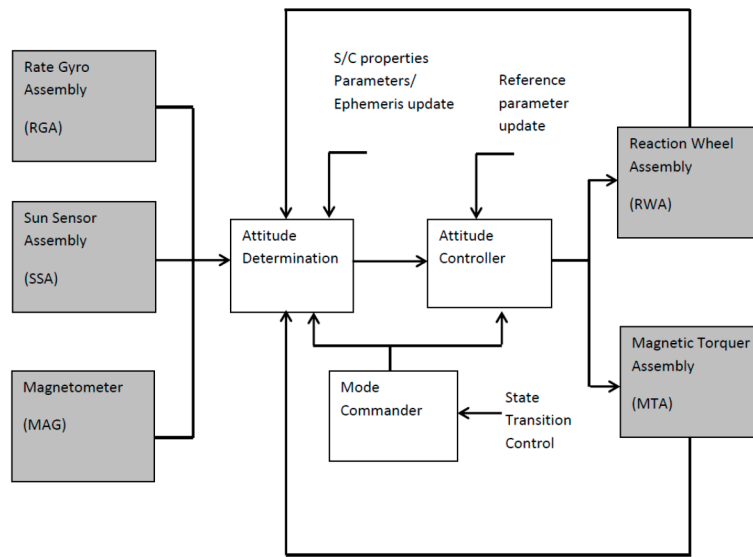 S/C properties
Parameters/
Ephemeris update
Reference
parameter
update
Rate Gyro
Assembly
(RGA)
Reaction Wheel
Assembly
(RWA)
Sun Sensor
Assembly
(SSA)
Attitude
Determination
Attitude
Controller
Magnetic Torquer
Assembly
(MTA)
Magnetometer
(MAG)
Mode
Commander
State
Transition
Control